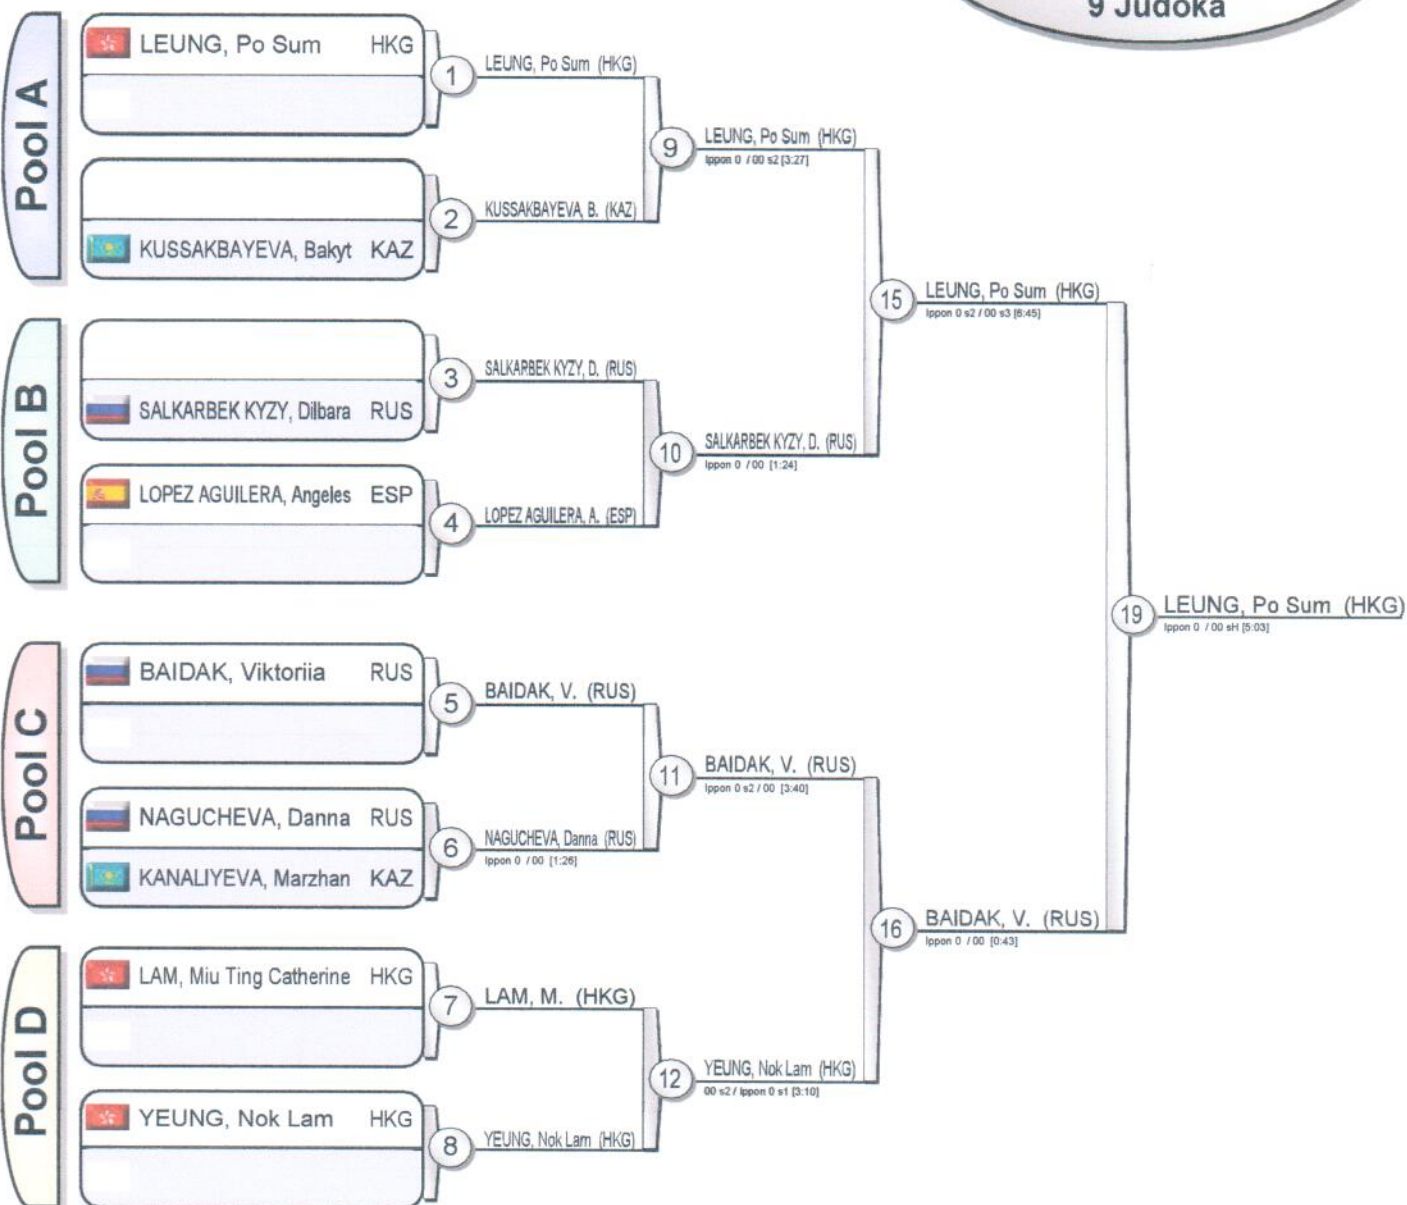 9 Judoka
Pool A
LEUNG, Po Sum HKG
1
LEUNG, Po Sum (HKG)
2
KUSSAKBAYEVA, Bakyt KAZ
KUSSAKBAYEVA, B. (KAZ)
9
LEUNG, Po Sum (HKG)
Ippon 0 / 00 s2 [3:27]
Pool B
3
SALKARBEK KYZY, Dilbara RUS
SALKARBEK KYZY, D. (RUS)
LOPEZ AGUILERA, Angeles ESP
4
LOPEZ AGUILERA, A. (ESP)
10
SALKARBEK KYZY, D. (RUS)
Ippon 0 / 00 [1:24]
15
LEUNG, Po Sum (HKG)
Ippon 0 s2 / 00 s3 [6:45]
Pool C
BAIDAK, Viktoriia RUS
5
BAIDAK, V. (RUS)
NAGUCHEVA, Danna RUS
KANALIYEVA, Marzhan KAZ
6
NAGUCHEVA, Danna (RUS)
Ippon 0 / 00 [1:26]
11
BAIDAK, V. (RUS)
Ippon 0 s2 / 00 [3:40]
Pool D
LAM, Miu Ting Catherine HKG
7
LAM, M. (HKG)
YEUNG, Nok Lam HKG
8
YEUNG, Nok Lam (HKG)
12
YEUNG, Nok Lam (HKG)
00 s2 / Ippon 0 s1 [3:10]
16
BAIDAK, V. (RUS)
Ippon 0 / 00 [0:43]
19
LEUNG, Po Sum (HKG)
Ippon 0 / 00 sH [5:03]